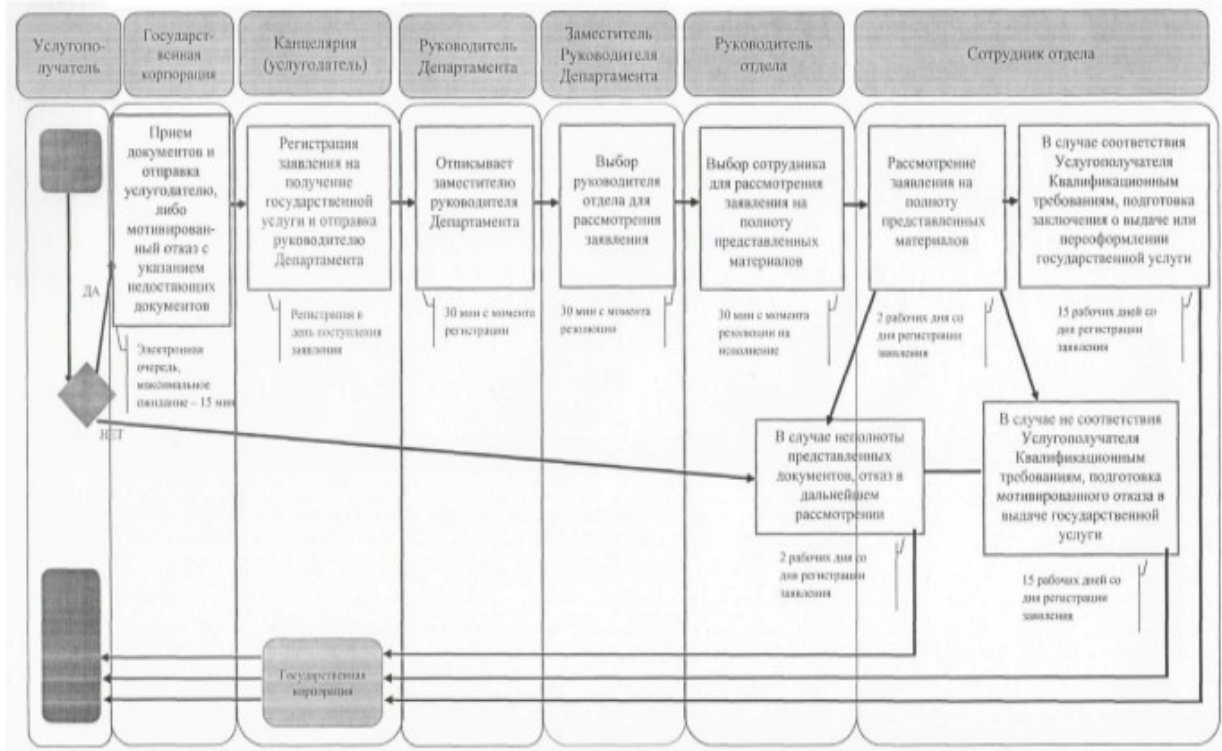 Услугопо-
лучатель
Государст-
венная
корпорация
Канцелярия
(услугодатель)
Руководитель
Департамента
Заместитель
Руководителя
Департамента
Руководитель
отдела
Сотрудник отдела
Прием
документов и
отправка
услугодателю,
либо
мотивирован-
ный отказ с
указанием
недостающих
документов
Регистрация
заявления на
получение
государственной
услуги и отправка
руководителю
Департамента
Отписывает
заместителю
руководителя
Департамента
Выбор
руководителя
отдела для
рассмотрения
заявления
Выбор сотрудника
для рассмотрения
заявления на
полноту
представленных
материалов
Рассмотрение
заявления на
полноту
представленных
материалов
В случае соответствия
Услугополучателя
Квалификационным
требованиям, подготовка
заключения о выдаче или
переоформлении
государственной услуги
ДА
Электронная
очередь,
максимальное
ожидание – 15 мин
Регистрация в
день поступления
заявления
30 мин с момента
регистрации
30 мин с момента
резолюции
30 мин с момента
резолюции на
исполнение
2 рабочих дня со
дня регистрации
заявления
15 рабочих дней со
дня регистрации
заявления
НЕТ
В случае неполноты
представленных
документов, отказ в
дальнейшем
рассмотрении
В случае не соответствия
Услугополучателя
Квалификационным
требованиям, подготовка
мотивированного отказа в
выдаче государственной
услуги
2 рабочих дня со
дня регистрации
заявления
15 рабочих дней со
дня регистрации
заявления
Государственная
корпорация